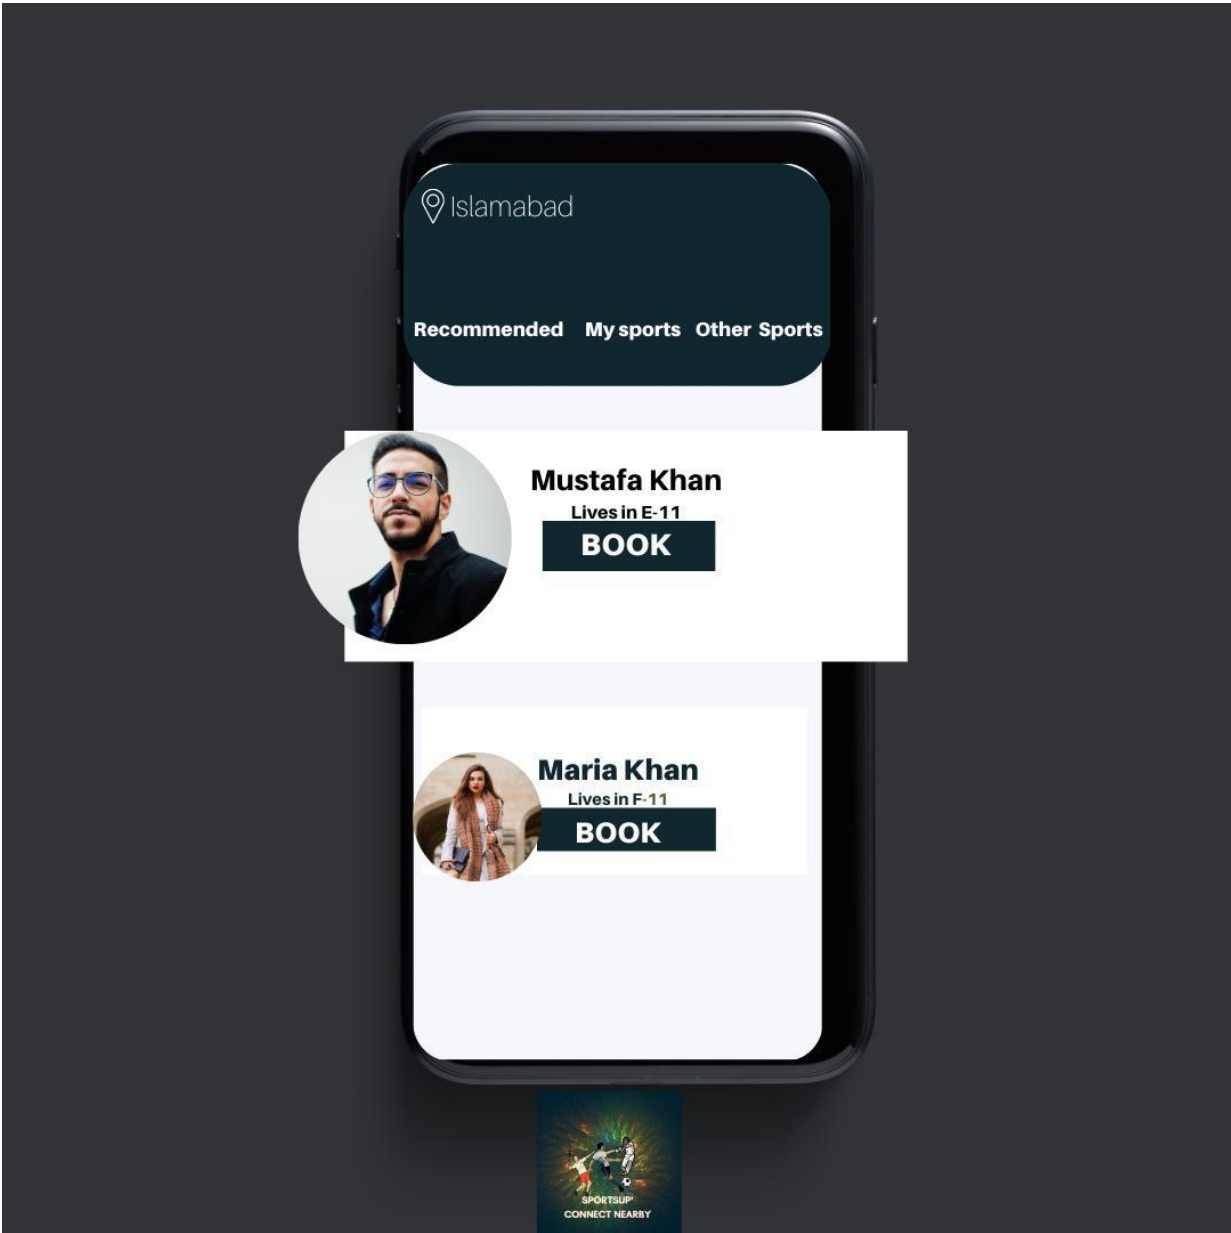 Islamabad
Recommended My sports Other Sports
Mustafa Khan
Lives in E-11
BOOK
Maria Khan
Lives in F-11
BOOK
SPORTSUP'
CONNECT NEARBY